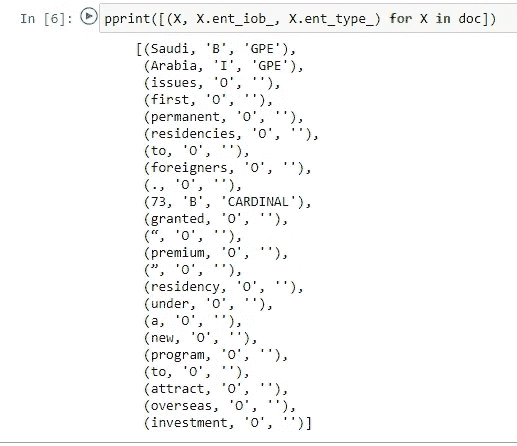 In [6]: pprint([(X, X.ent_iob_, X.ent_type_) for X in doc])
[(Saudi, 'B', 'GPE'),
(Arabia, 'I', 'GPE'),
(issues, 'O', ''),
(first, 'O', ''),
(permanent, 'O', ''),
(residencies, 'O', ''),
(to, 'O', ''),
(foreigners, 'O', ''),
(., 'O', ''),
(73, 'B', 'CARDINAL'),
(granted, 'O', ''),
(“, 'O', ''),
(premium, 'O', ''),
(”, 'O', ''),
(residency, 'O', ''),
(under, 'O', ''),
(a, 'O', ''),
(new, 'O', ''),
(program, 'O', ''),
(to, 'O', ''),
(attract, 'O', ''),
(overseas, 'O', ''),
(investment, 'O', '')]